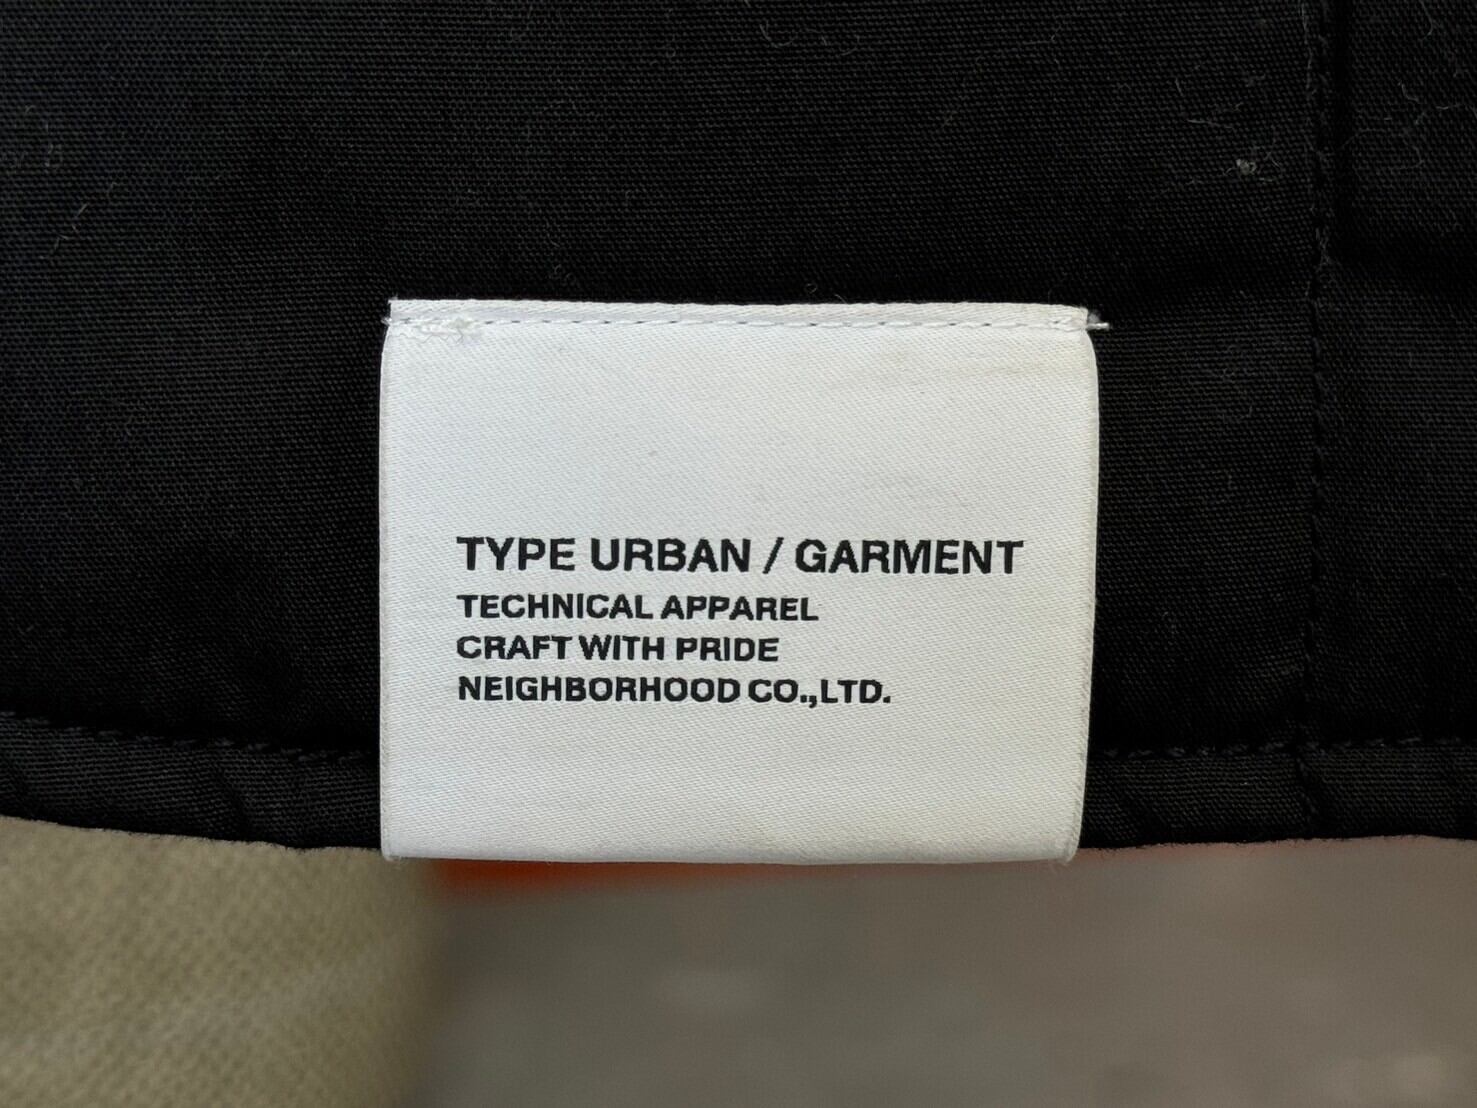 TYPE URBAN / GARMENT
TECHNICAL APPAREL
CRAFT WITH PRIDE
NEIGHBORHOOD CO.,LTD.